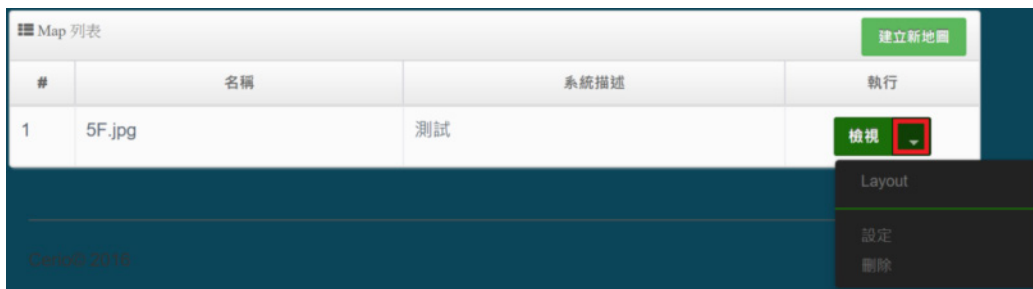 Map 列表
建立新地圖
# 名稱 系統描述 執行
1 5F.jpg 測試 檢視
Layout
設定
刪除